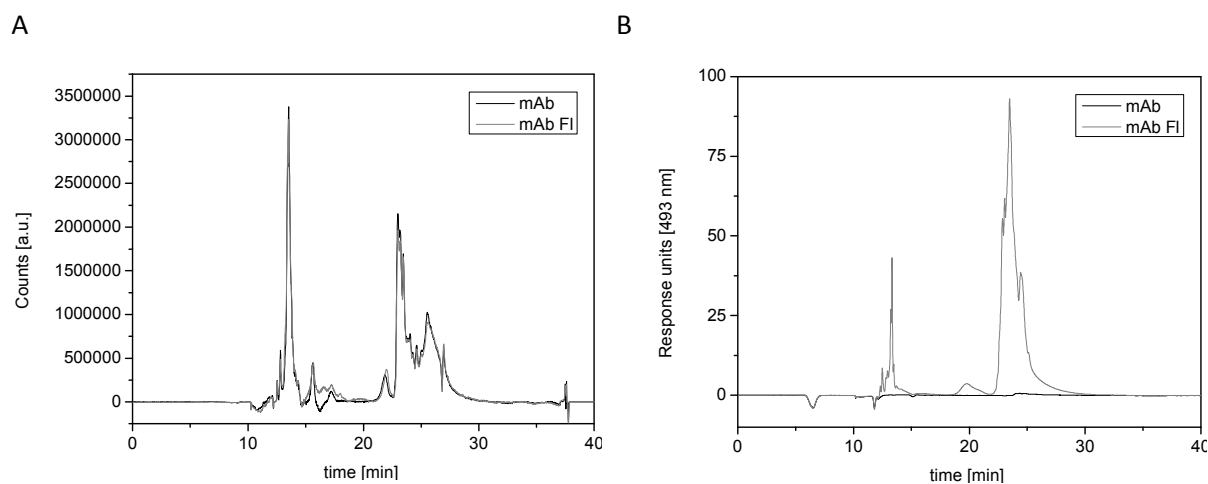 A
B
3500000
3000000
2500000
2000000
1500000
1000000
500000
0
Counts [a.u.]
0 10 20 30 40
time [min]
mAb
mAb Fl
100
75
50
25
0
Response units [493 nm]
0 10 20 30 40
time [min]
mAb
mAb Fl